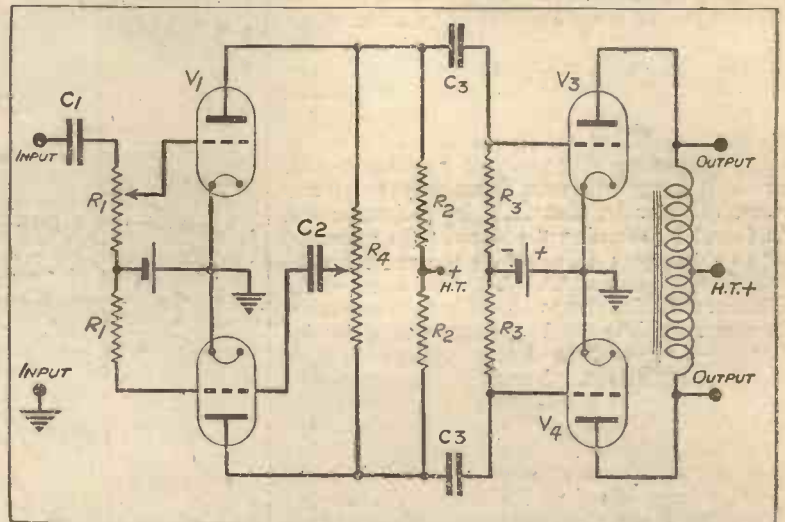 V1
C1
INPUT
R1
C2
R4
R1
INPUT
C3
R2
+
H.T.
R2
C3
R3
- +
R3
V3
OUTPUT
H.T.+
OUTPUT
V4